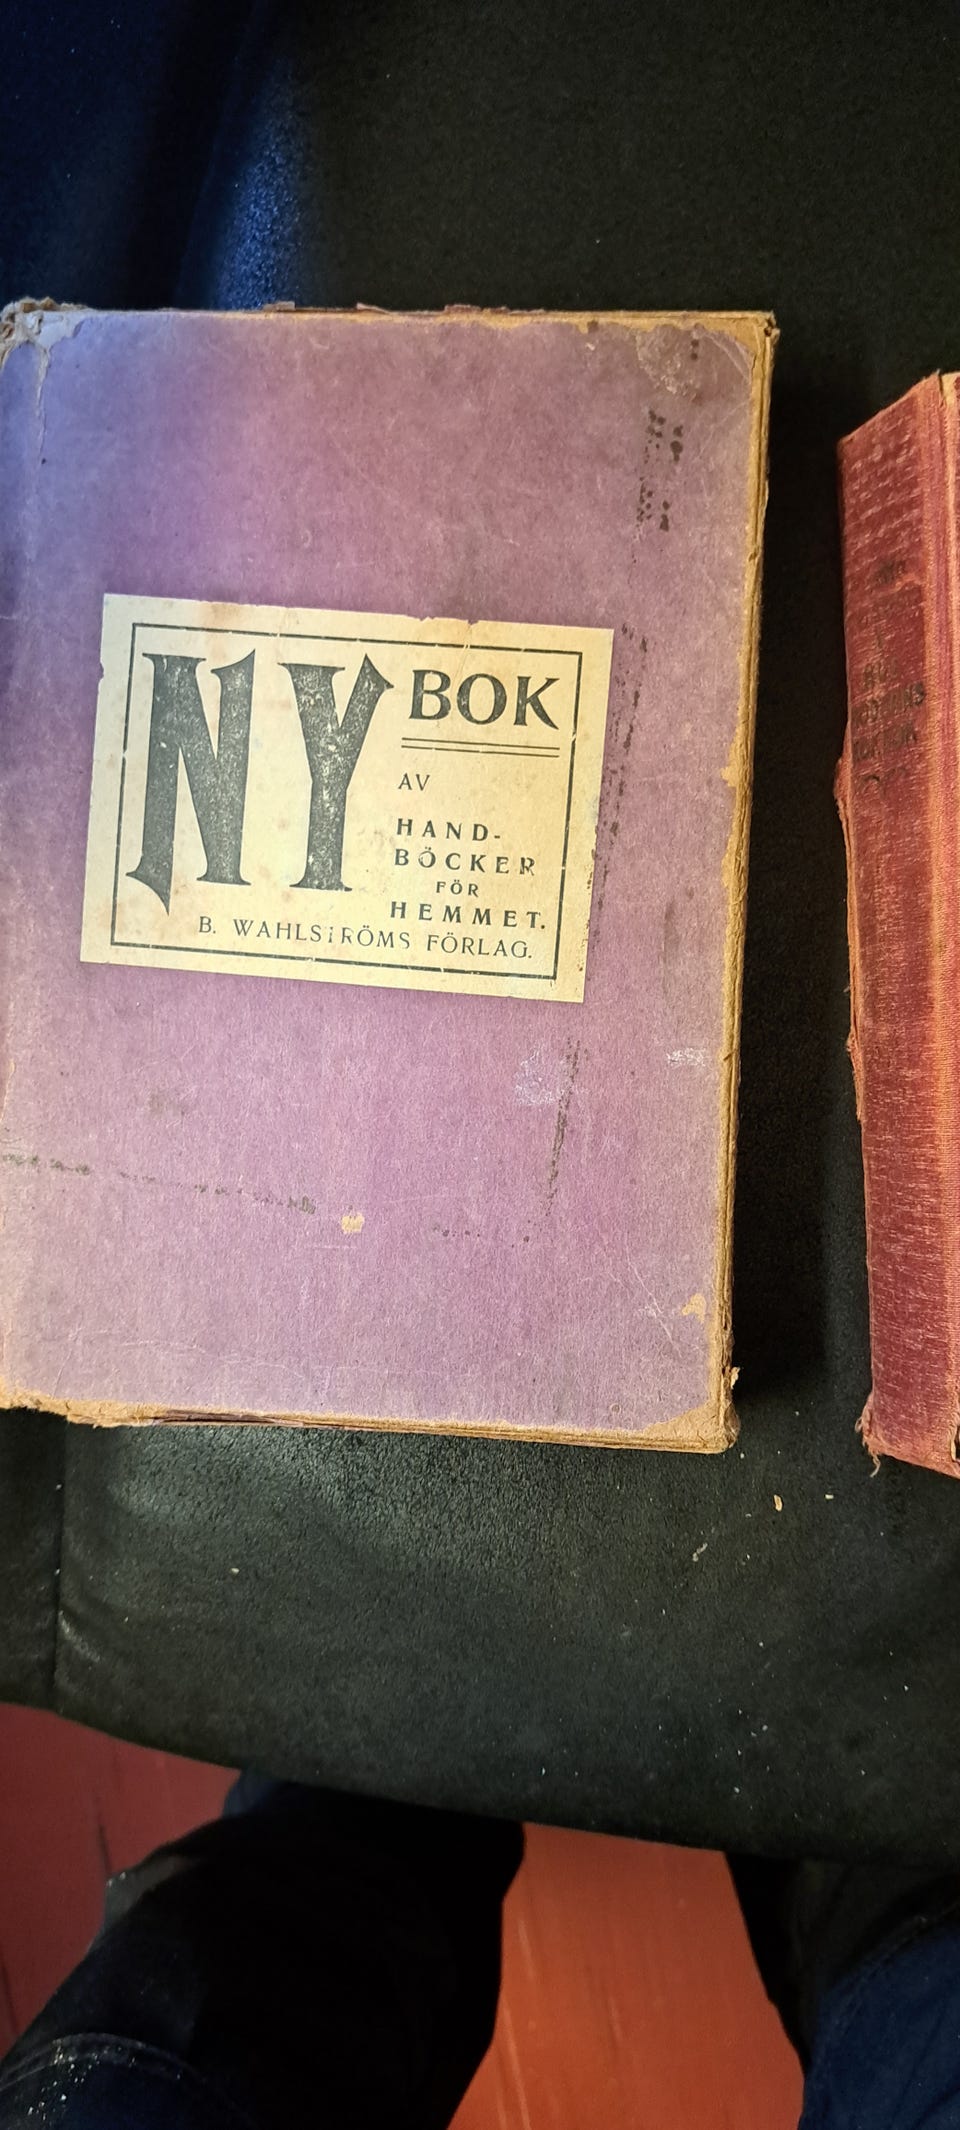 NY BOK
AV
HAND-
BÖCKER
FÖR
HEMMET.
B. WAHLSTRÖMS FÖRLAG.